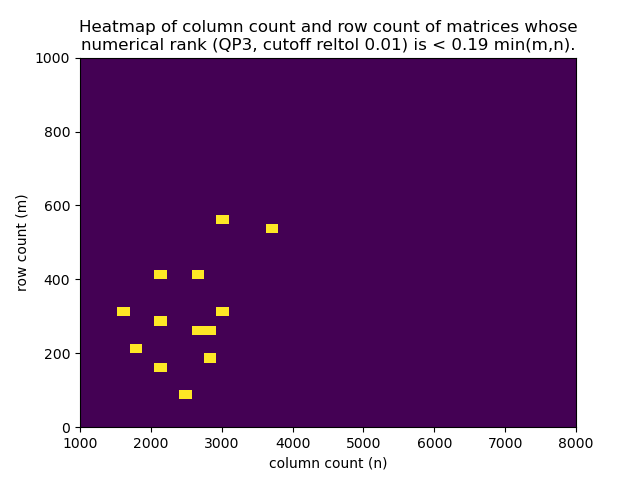 Heatmap of column count and row count of matrices whose
numerical rank (QP3, cutoff reltol 0.01) is < 0.19 min(m,n).
1000
800
600
400
200
0
row count (m)
1000 2000 3000 4000 5000 6000 7000 8000
column count (n)